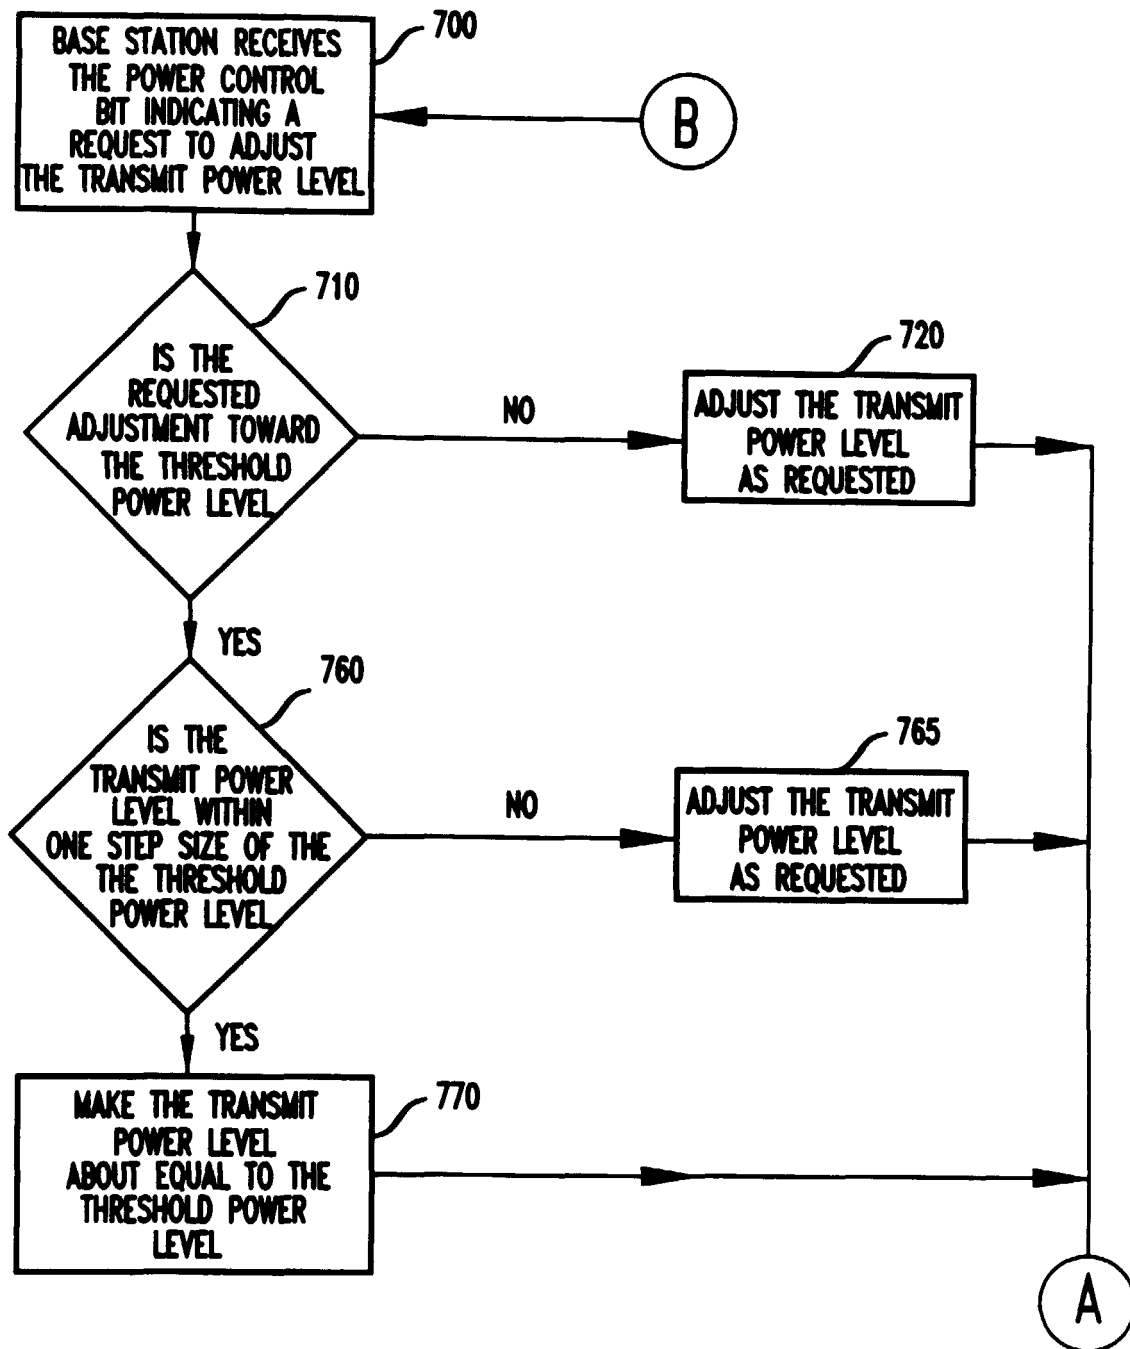 700
BASE STATION RECEIVES
THE POWER CONTROL
BIT INDICATING A
REQUEST TO ADJUST
THE TRANSMIT POWER LEVEL
B
710
IS THE
REQUESTED
ADJUSTMENT TOWARD
THE THRESHOLD
POWER LEVEL
NO
720
ADJUST THE TRANSMIT
POWER LEVEL
AS REQUESTED
YES
760
IS THE
TRANSMIT POWER
LEVEL WITHIN
ONE STEP SIZE OF THE
THE THRESHOLD
POWER LEVEL
NO
765
ADJUST THE TRANSMIT
POWER LEVEL
AS REQUESTED
YES
770
MAKE THE TRANSMIT
POWER LEVEL
ABOUT EQUAL TO THE
THRESHOLD POWER
LEVEL
A